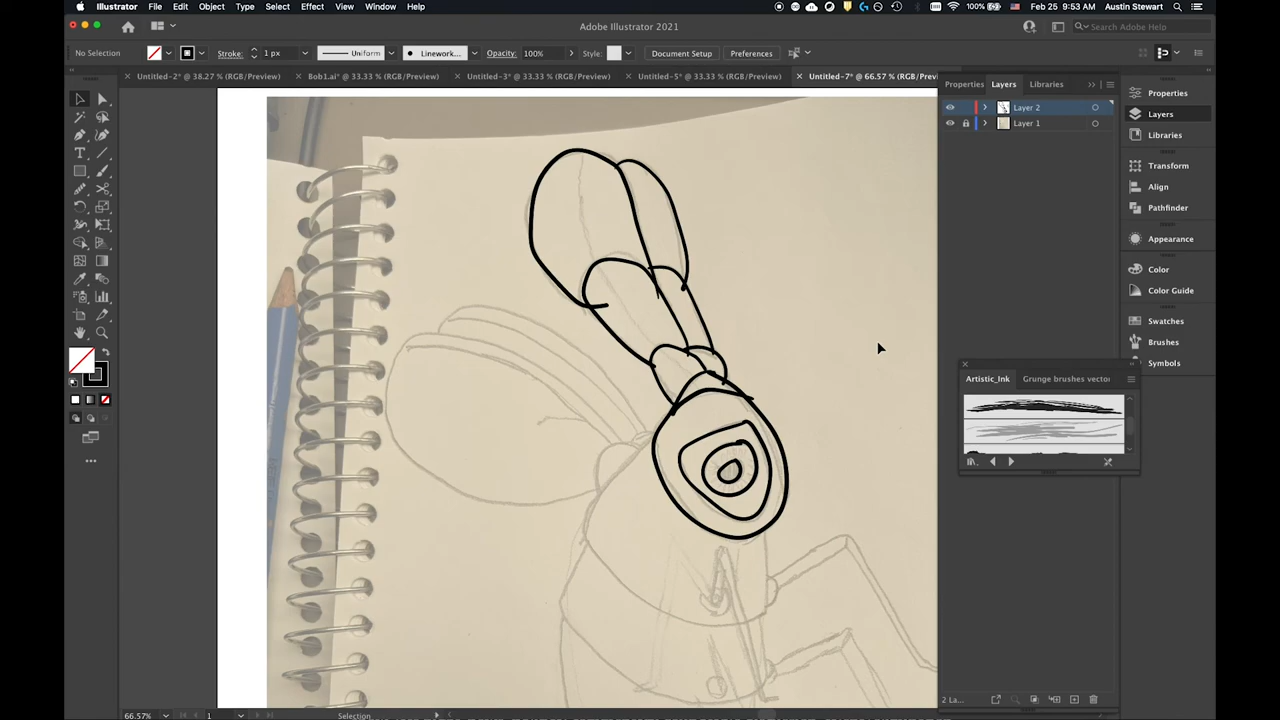 Illustrator File Edit Object Type Select Effect View Window Help 100% Feb 25 9:53 AM Austin Stewart
Adobe Illustrator 2021
Search Adobe Help
No Selection Stroke: 1 px Uniform Linework... Opacity: 100% Style: Document Setup Preferences
Untitled-2* @ 38.27 % (RGB/Preview) Bob1.ai* @ 33.33 % (RGB/Preview) Untitled-3* @ 33.33 % (RGB/Preview) Untitled-5* @ 33.33 % (RGB/Preview) Untitled-7* @ 66.57 % (RGB/Previe
Properties Layers Libraries
Layer 2
Layer 1
Properties
Layers
Libraries
Transform
Align
Pathfinder
Appearance
Color
Color Guide
Swatches
Brushes
Symbols
Artistic_Ink Grunge brushes vector
2 La...
66.57% 1 Selection